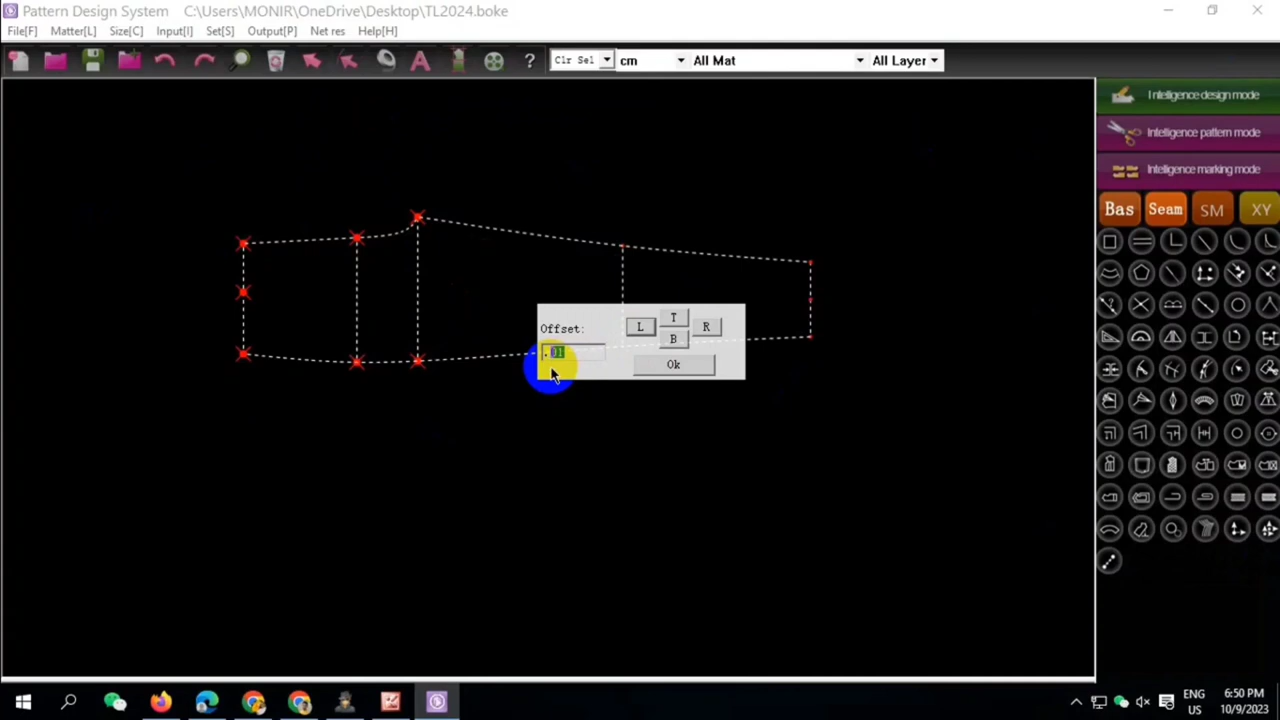 Pattern Design System C:\Users\MONIR\OneDrive\Desktop\TL2024.boke
File[F] Matter[L] Size[C] Input[I] Set[S] Output[P] Net res Help[H]
Clr Sel cm All Mat All Layer
Intelligence design mode
Intelligence pattern mode
Intelligence marking mode
Bas Seam SM XY
Offset:
L T R
B
.01
Ok
ENG
US
6:50 PM
10/9/2023